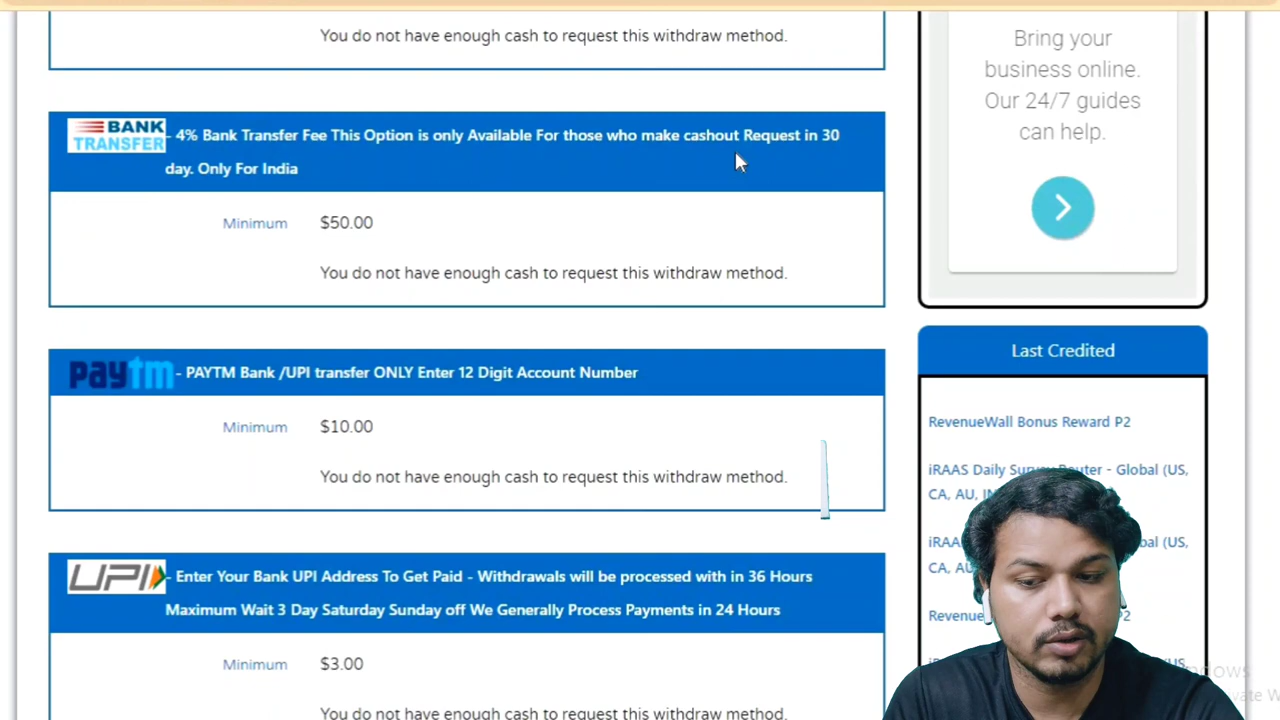 You do not have enough cash to request this withdraw method.
BANK
TRANSFER
- 4% Bank Transfer Fee This Option is only Available For those who make cashout Request in 30
day. Only For India
Minimum $50.00
You do not have enough cash to request this withdraw method.
paytm - PAYTM Bank /UPI transfer ONLY Enter 12 Digit Account Number
Minimum $10.00
You do not have enough cash to request this withdraw method.
UPI - Enter Your Bank UPI Address To Get Paid - Withdrawals will be processed with in 36 Hours
Maximum Wait 3 Day Saturday Sunday off We Generally Process Payments in 24 Hours
Minimum $3.00
You do not have enough cash to request this withdraw method.
Bring your
business online.
Our 24/7 guides
can help.
Last Credited
RevenueWall Bonus Reward P2
iRAAS Daily Survey Router - Global (US,
CA, AU,
bal (US,
CA, AU
Revenue P2